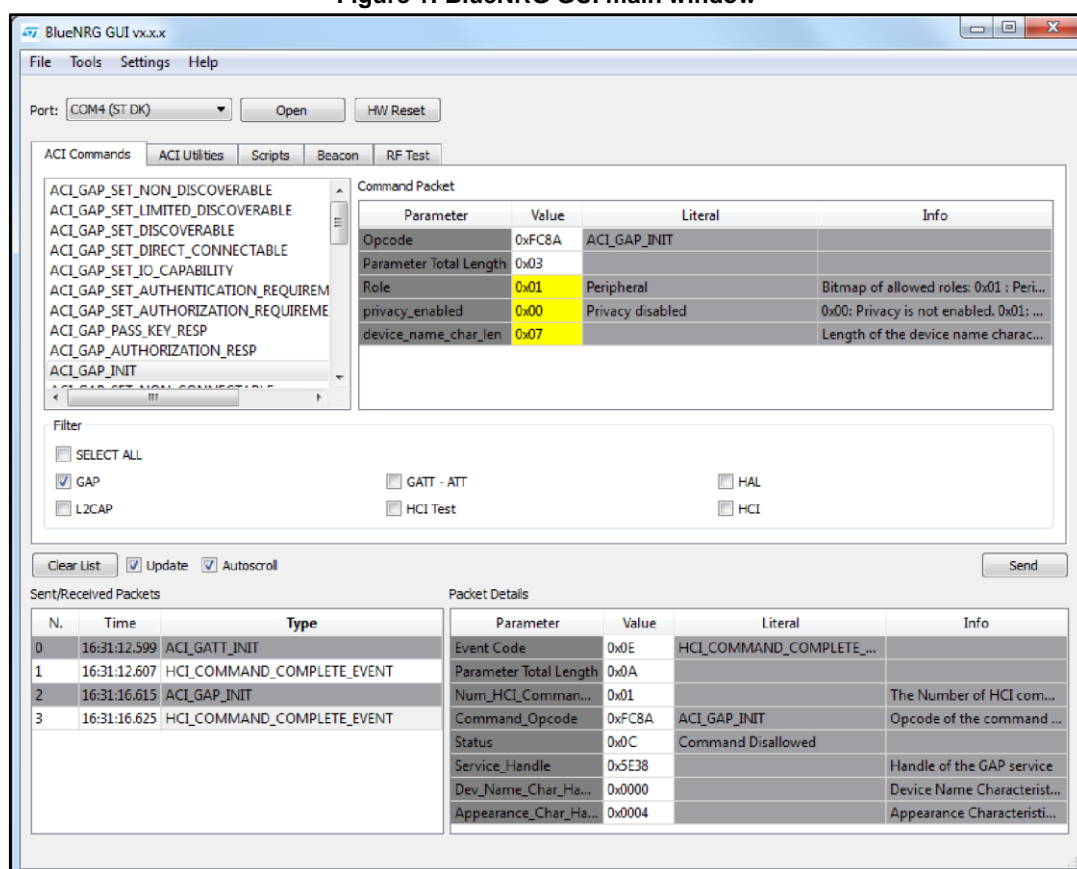 Figure 1. BlueNRG GUI main window
BlueNRG GUI vx.x.x
File Tools Settings Help
Port: COM4 (ST DK) Open HW Reset
ACI Commands ACI Utilities Scripts Beacon RF Test
ACI_GAP_SET_NON_DISCOVERABLE
ACI_GAP_SET_LIMITED_DISCOVERABLE
ACI_GAP_SET_DISCOVERABLE
ACI_GAP_SET_DIRECT_CONNECTABLE
ACI_GAP_SET_IO_CAPABILITY
ACI_GAP_SET_AUTHENTICATION_REQUIREM
ACI_GAP_SET_AUTHORIZATION_REQUIREME
ACI_GAP_PASS_KEY_RESP
ACI_GAP_AUTHORIZATION_RESP
ACI_GAP_INIT
ACI_GAP_SET_NON_CONNECTABLE
Command Packet
Parameter Value Literal Info
Opcode 0xFC8A ACI_GAP_INIT
Parameter Total Length 0x03
Role 0x01 Peripheral Bitmap of allowed roles: 0x01 : Peri...
privacy_enabled 0x00 Privacy disabled 0x00: Privacy is not enabled. 0x01: ...
device_name_char_len 0x07 Length of the device name charac...
Filter
SELECT ALL
GAP GATT - ATT HAL
L2CAP HCI Test HCI
Clear List Update Autoscroll Send
Sent/Received Packets
N. Time Type
0 16:31:12.599 ACI_GATT_INIT
1 16:31:12.607 HCI_COMMAND_COMPLETE_EVENT
2 16:31:16.615 ACI_GAP_INIT
3 16:31:16.625 HCI_COMMAND_COMPLETE_EVENT
Packet Details
Parameter Value Literal Info
Event Code 0x0E HCI_COMMAND_COMPLETE_...
Parameter Total Length 0x0A
Num_HCI_Comman... 0x01 The Number of HCI com...
Command_Opcode 0xFC8A ACI_GAP_INIT Opcode of the command ...
Status 0x0C Command Disallowed
Service_Handle 0x5E38 Handle of the GAP service
Dev_Name_Char_Ha... 0x0000 Device Name Characterist...
Appearance_Char_Ha... 0x0004 Appearance Characteristi...